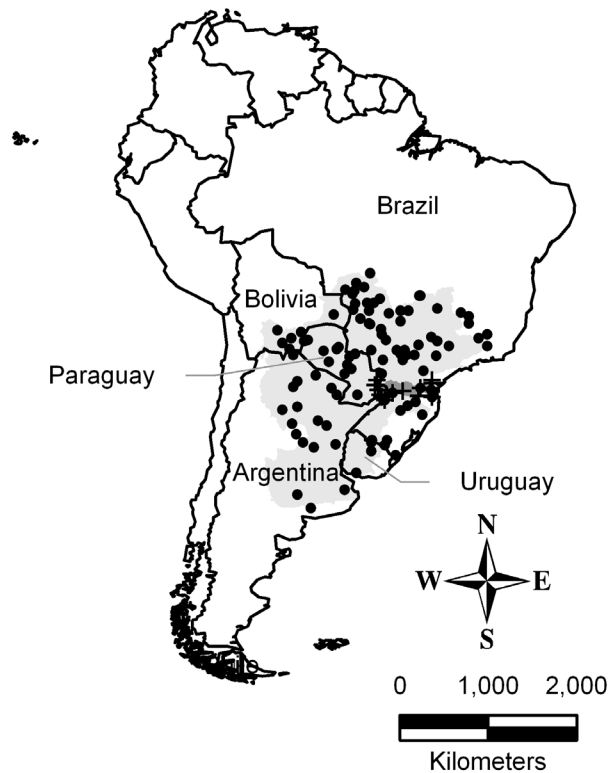 Brazil
Bolivia
Paraguay
Argentina
Uruguay
N
W E
S
0 1,000 2,000
Kilometers